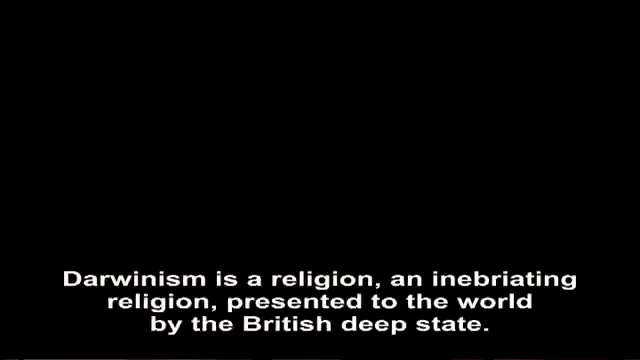 Darwinism is a religion, an inebriating
religion, presented to the world
by the British deep state.